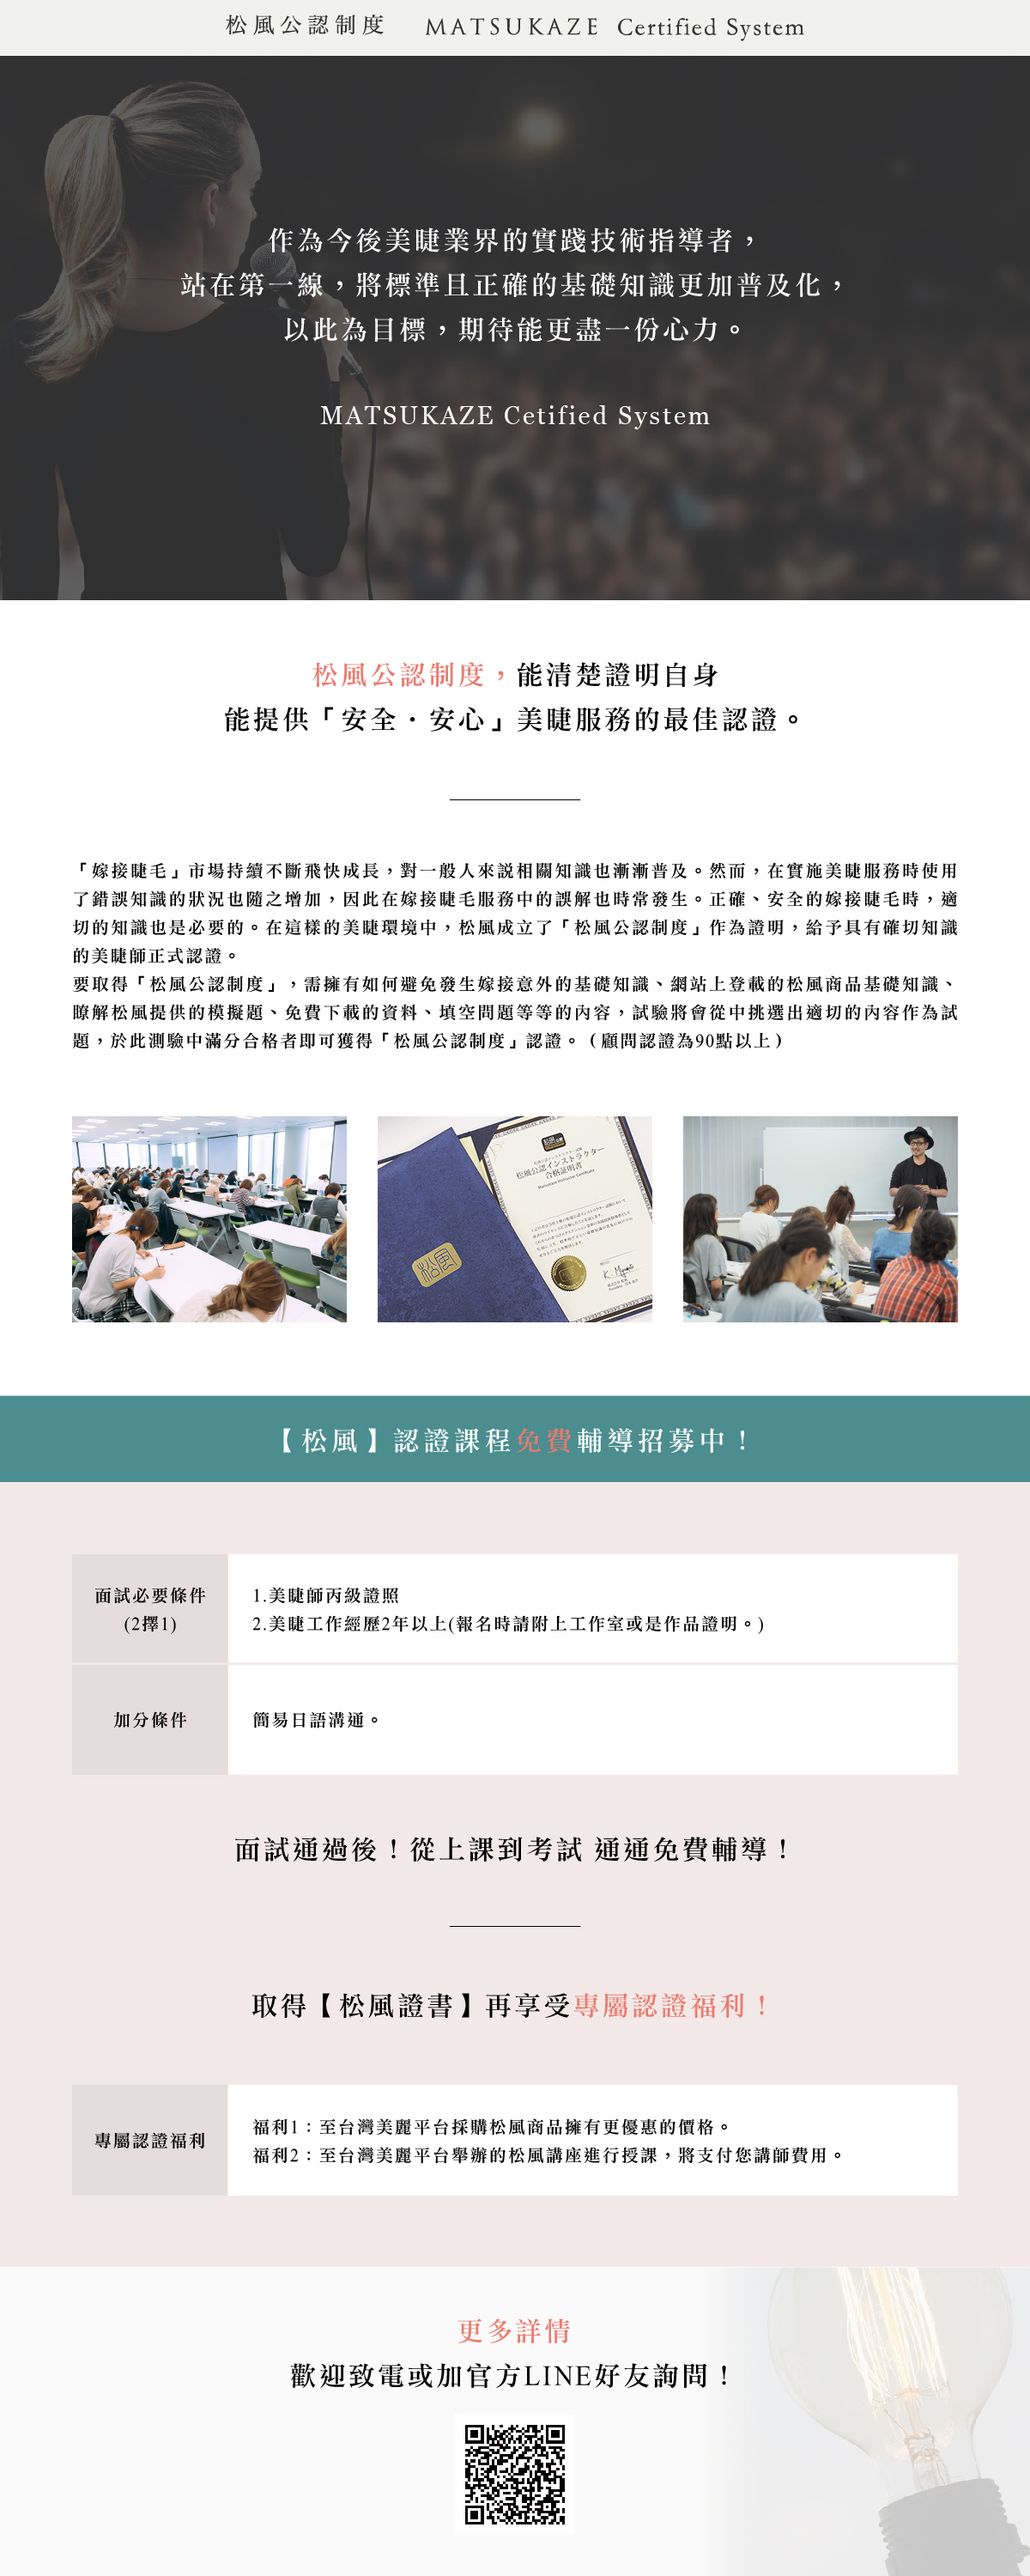 松風公認制度 MATSUKAZE Certified System
作為今後美睫業界的實踐技術指導者，
站在第一線，將標準且正確的基礎知識更加普及化，
以此為目標，期待能更盡一份心力。
MATSUKAZE Cetified System
松風公認制度，能清楚證明自身
能提供「安全・安心」美睫服務的最佳認證。
「嫁接睫毛」市場持續不斷飛快成長，對一般人來説相關知識也漸漸普及。然而，在實施美睫服務時使用
了錯誤知識的狀況也隨之增加，因此在嫁接睫毛服務中的誤解也時常發生。正確、安全的嫁接睫毛時，適
切的知識也是必要的。在這樣的美睫環境中，松風成立了「松風公認制度」作為證明，給予具有確切知識
的美睫師正式認證。
要取得「松風公認制度」，需擁有如何避免發生嫁接意外的基礎知識、網站上登載的松風商品基礎知識、
瞭解松風提供的模擬題、免費下載的資料、填空問題等等的內容，試驗將會從中挑選出適切的內容作為試
題，於此測驗中滿分合格者即可獲得「松風公認制度」認證。（顧問認證為90點以上）
松風公認インストラクター
合格証明書
Matsukaze Instructor Certificate
松風
【松風】認證課程免費輔導招募中！
面試必要條件
(2擇1)
1.美睫師丙級證照
2.美睫工作經歷2年以上(報名時請附上工作室或是作品證明。)
加分條件
簡易日語溝通。
面試通過後！從上課到考試 通通免費輔導！
取得【松風證書】再享受專屬認證福利！
專屬認證福利
福利1：至台灣美麗平台採購松風商品擁有更優惠的價格。
福利2：至台灣美麗平台舉辦的松風講座進行授課，將支付您講師費用。
更多詳情
歡迎致電或加官方LINE好友詢問！